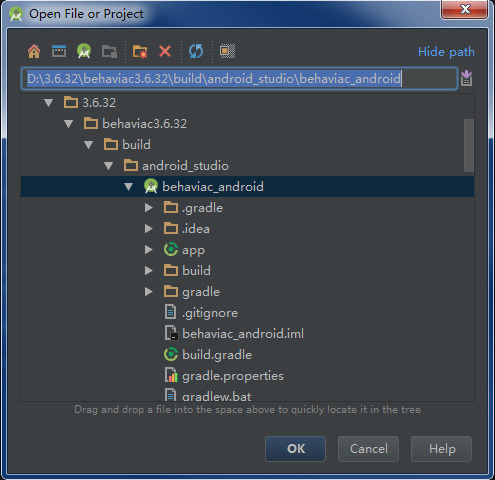 Open File or Project
Hide path
D:\3.6.32\behaviac3.6.32\build\android_studio\behaviac_android
3.6.32
behaviac3.6.32
build
android_studio
behaviac_android
.gradle
.idea
app
build
gradle
.gitignore
behaviac_android.iml
build.gradle
gradle.properties
gradlew.bat
Drag and drop a file into the space above to quickly locate it in the tree
OK
Cancel
Help